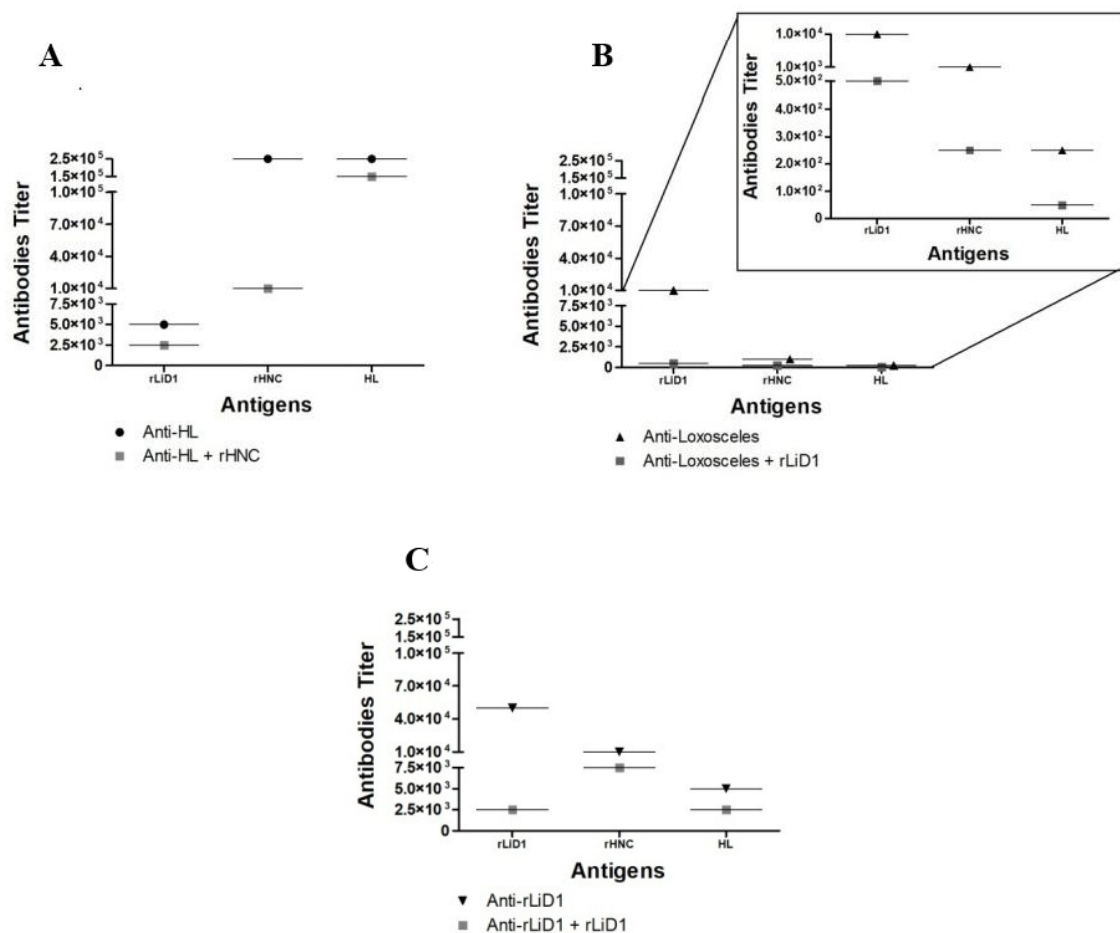 A
Antibodies Titer
2.5×10⁵
1.5×10⁵
1.0×10⁵
7.0×10⁴
4.0×10⁴
1.0×10⁴
7.5×10³
5.0×10³
2.5×10³
0
rLiD1 rHNC HL
Antigens
Anti-HL
Anti-HL + rHNC
B
Antibodies Titer
2.5×10⁵
1.5×10⁵
1.0×10⁵
7.0×10⁴
4.0×10⁴
1.0×10⁴
7.5×10³
5.0×10³
2.5×10³
0
rLiD1 rHNC HL
Antigens
Anti-Loxosceles
Anti-Loxosceles + rLiD1
Antibodies Titer
1.0×10⁴
1.0×10³
5.0×10²
4.0×10²
3.0×10²
2.0×10²
1.0×10²
0
rLiD1 rHNC HL
Antigens
C
Antibodies Titer
2.5×10⁵
1.5×10⁵
1.0×10⁵
7.0×10⁴
4.0×10⁴
1.0×10⁴
7.5×10³
5.0×10³
2.5×10³
0
rLiD1 rHNC HL
Antigens
Anti-rLiD1
Anti-rLiD1 + rLiD1